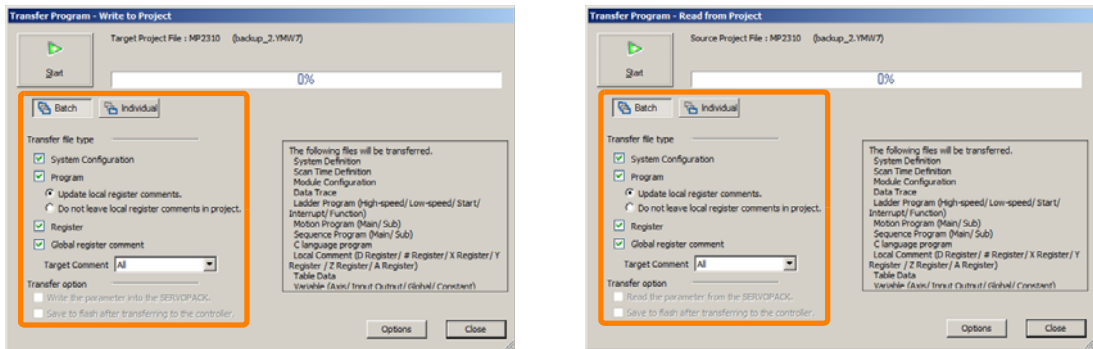 Transfer Program - Write to Project
Start
Target Project File : MP2310 (backup_2.YMW7)
0%
Batch
Individual
Transfer file type
System Configuration
Program
Update local register comments.
Do not leave local register comments in project.
Register
Global register comment
Target Comment All
Transfer option
Write the parameter into the SERVOPACK.
Save to flash after transferring to the controller.
The following files will be transferred.
System Definition
Scan Time Definition
Module Configuration
Data Trace
Ladder Program (High-speed/ Low-speed/ Start/
Interrupt/ Function)
Motion Program (Main/ Sub)
Sequence Program (Main/ Sub)
C language program
Local Comment (D Register/ # Register/ X Register/ Y
Register / Z Register/ A Register)
Table Data
Variable (Axis/ Input Output/ Global/ Constant)
Options
Close
Transfer Program - Read from Project
Start
Source Project File : MP2310 (backup_2.YMW7)
0%
Batch
Individual
Transfer file type
System Configuration
Program
Update local register comments.
Do not leave local register comments in project.
Register
Global register comment
Target Comment All
Transfer option
Read the parameter from the SERVOPACK.
Save to flash after transferring to the controller.
The following files will be transferred.
System Definition
Scan Time Definition
Module Configuration
Data Trace
Ladder Program (High-speed/ Low-speed/ Start/
Interrupt/ Function)
Motion Program (Main/ Sub)
Sequence Program (Main/ Sub)
C language program
Local Comment (D Register/ # Register/ X Register/ Y
Register / Z Register/ A Register)
Table Data
Variable (Axis/ Input Output/ Global/ Constant)
Options
Close